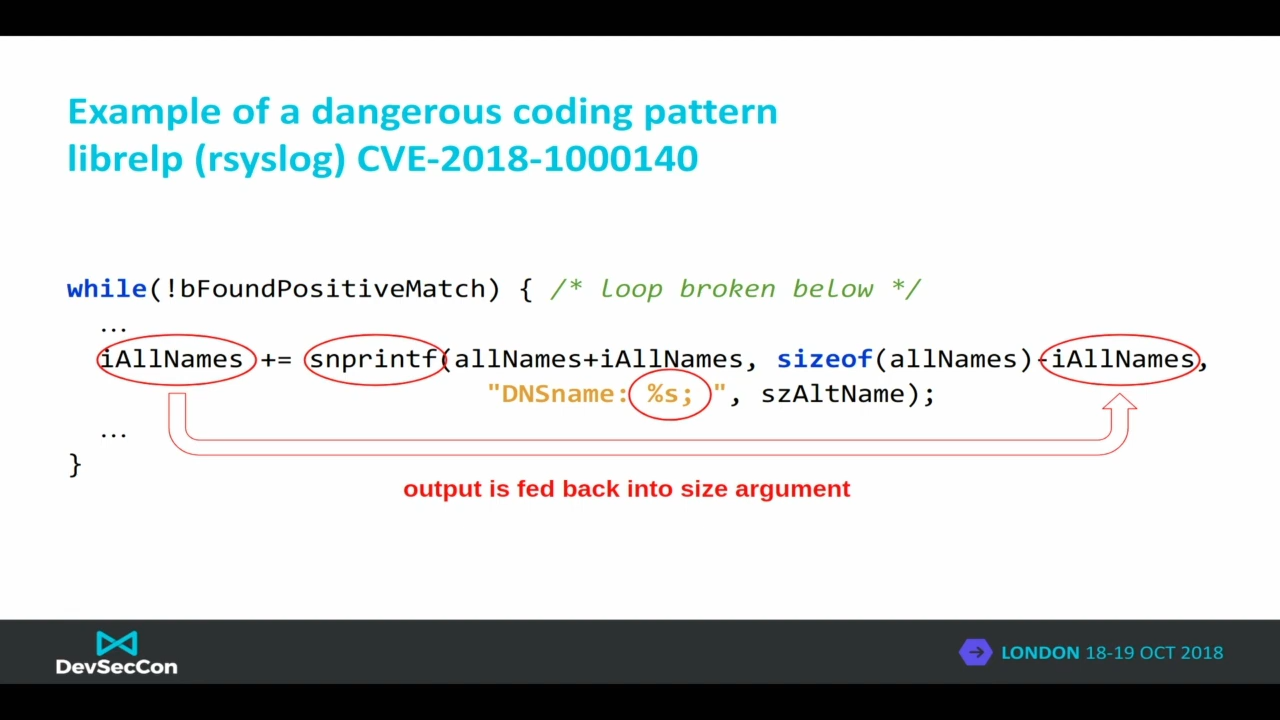 Example of a dangerous coding pattern
librelp (rsyslog) CVE-2018-1000140
while(!bFoundPositiveMatch) { /* loop broken below */
...
iAllNames += snprintf(allNames+iAllNames, sizeof(allNames)-iAllNames,
"DNSname: %s; ", szAltName);
...
}
output is fed back into size argument
DevSecCon
LONDON 18-19 OCT 2018